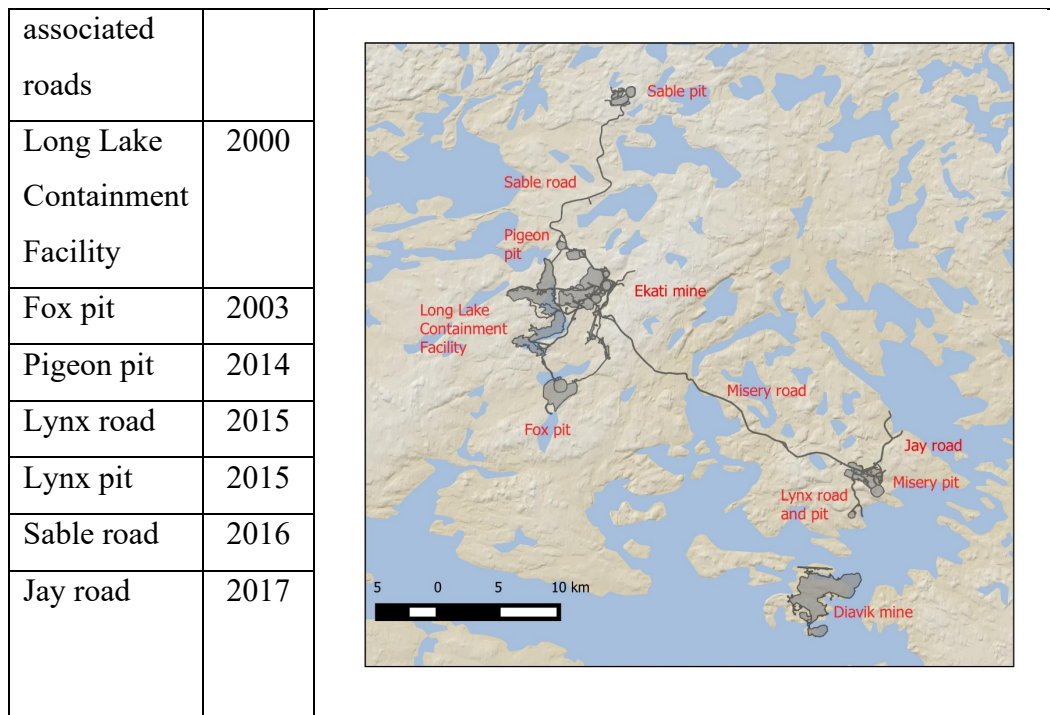 associated
roads
Long Lake
Containment
Facility
2000
Fox pit
2003
Pigeon pit
2014
Lynx road
2015
Lynx pit
2015
Sable road
2016
Jay road
2017
Sable pit
Sable road
Pigeon
pit
Ekati mine
Long Lake
Containment
Facility
Misery road
Fox pit
Jay road
Misery pit
Lynx road
and pit
Diavik mine
5 0 5 10 km